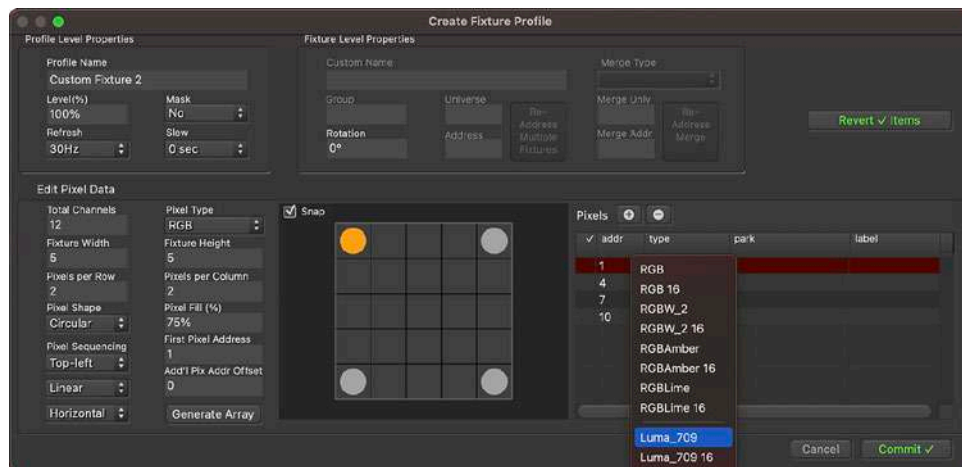 Create Fixture Profile
Profile Level Properties
Fixture Level Properties
Profile Name
Custom Fixture 2
Custom Name
Merge Type
Level(%)
Mask
100%
No
Group
Universe
Re-Address Multiple Fixtures
Merge Univ
Re-Address Merge
Revert ✓ Items
Refresh
Slow
30Hz
0 sec
Rotation
0°
Address
Merge Addr
Edit Pixel Data
Total Channels
Pixel Type
12
RGB
Fixture Width
Fixture Height
5
5
Pixels per Row
Pixels per Column
2
2
Pixel Shape
Pixel Fill (%)
Circular
75%
Pixel Sequencing
First Pixel Address
Top-left
1
Add'l Pix Addr Offset
Linear
0
Horizontal
Generate Array
Snap
Pixels
✓ addr type park label
1
4
7
10
RGB
RGB 16
RGBW_2
RGBW_2 16
RGBAmber
RGBAmber 16
RGBLime
RGBLime 16
Luma_709
Luma_709 16
Cancel
Commit ✓